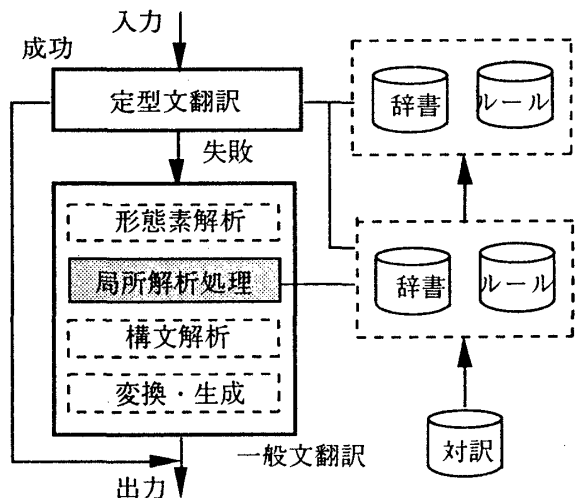 入力
成功
定型文翻訳
辞書
ルール
失敗
形態素解析
局所解析処理
辞書
ルール
構文解析
変換・生成
対訳
一般文翻訳
出力